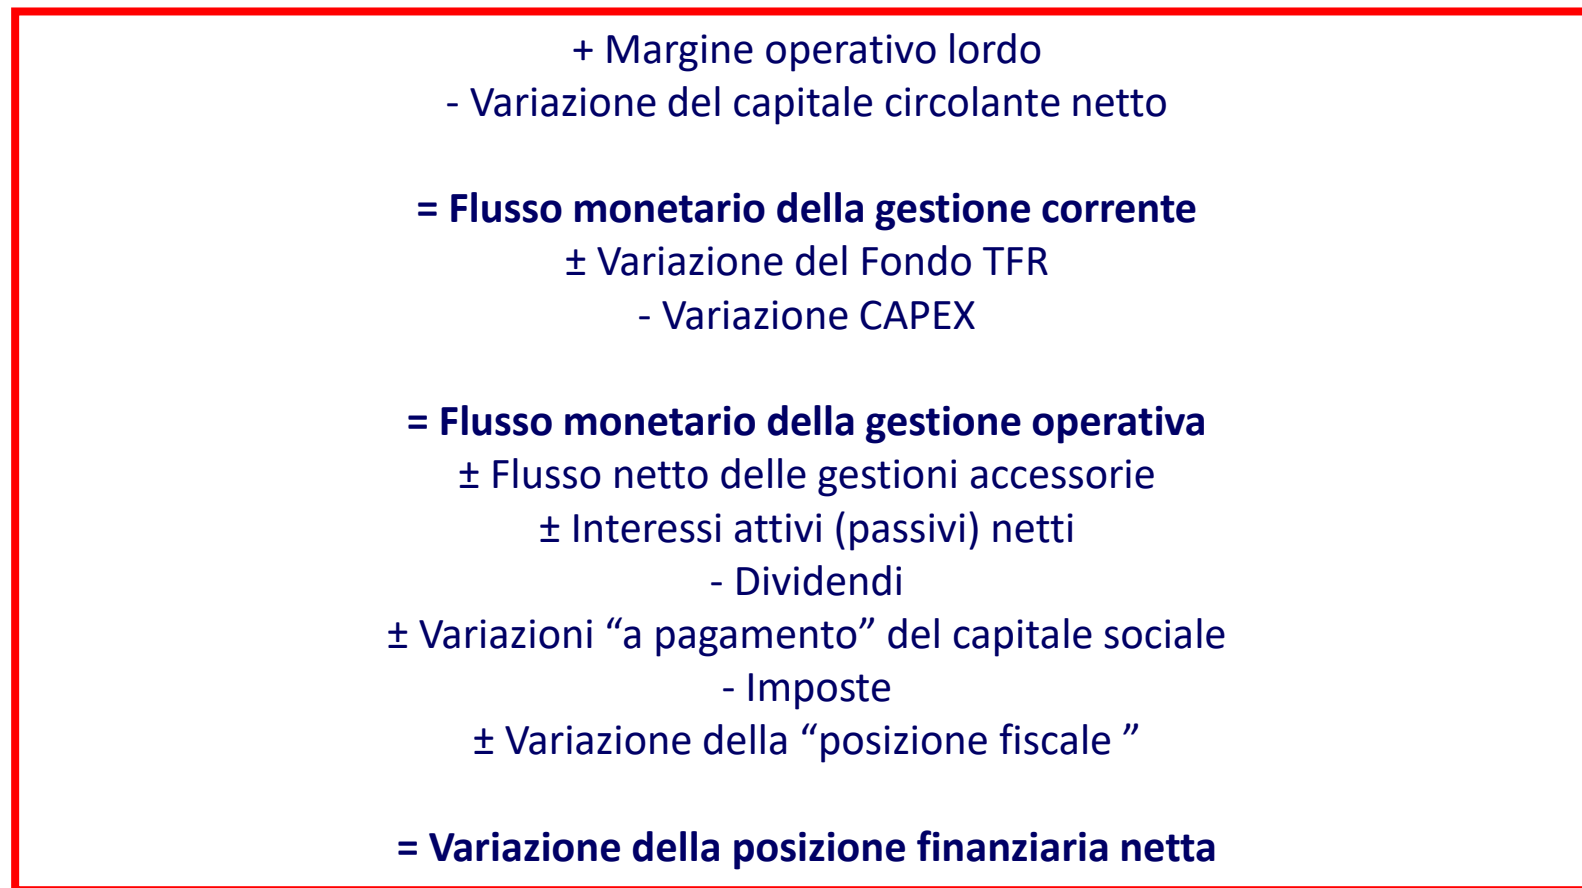 + Margine operativo lordo
- Variazione del capitale circolante netto
= Flusso monetario della gestione corrente
± Variazione del Fondo TFR
- Variazione CAPEX
= Flusso monetario della gestione operativa
± Flusso netto delle gestioni accessorie
± Interessi attivi (passivi) netti
- Dividendi
± Variazioni “a pagamento” del capitale sociale
- Imposte
± Variazione della “posizione fiscale ”
= Variazione della posizione finanziaria netta